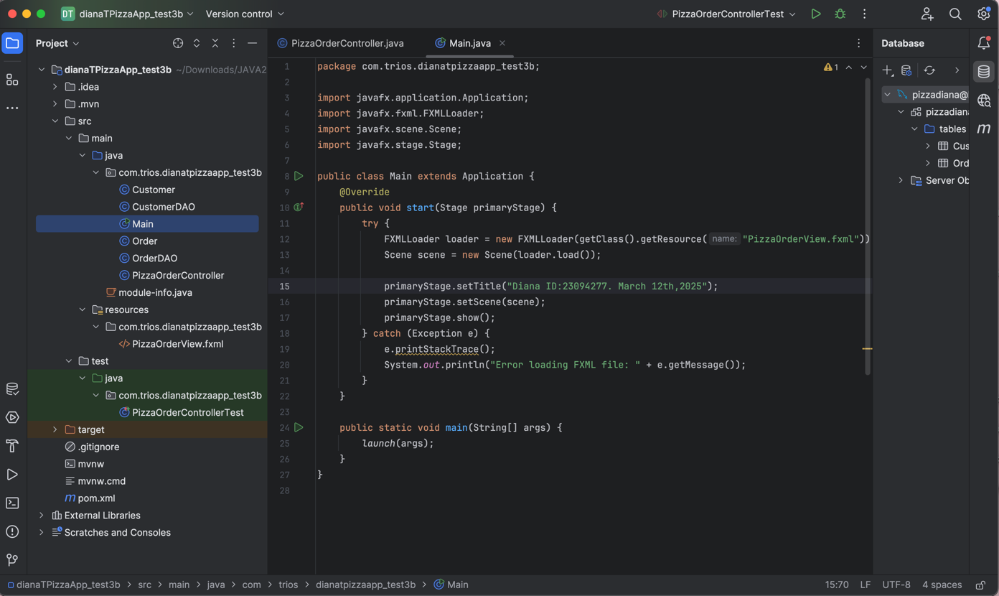 DT dianaTPizzaApp_test3b Version control PizzaOrderControllerTest
Project
dianaTPizzaApp_test3b ~/Downloads/JAVA2
.idea
.mvn
src
main
java
com.trios.dianatpizzaapp_test3b
Customer
CustomerDAO
Main
Order
OrderDAO
PizzaOrderController
module-info.java
resources
com.trios.dianatpizzaapp_test3b
PizzaOrderView.fxml
test
java
com.trios.dianatpizzaapp_test3b
PizzaOrderControllerTest
target
.gitignore
mvnw
mvnw.cmd
pom.xml
External Libraries
Scratches and Consoles
PizzaOrderController.java Main.java
1 package com.trios.dianatpizzaapp_test3b;
2
3 import javafx.application.Application;
4 import javafx.fxml.FXMLLoader;
5 import javafx.scene.Scene;
6 import javafx.stage.Stage;
7
8 public class Main extends Application {
9 @Override
10 public void start(Stage primaryStage) {
11 try {
12 FXMLLoader loader = new FXMLLoader(getClass().getResource( name: "PizzaOrderView.fxml"))
13 Scene scene = new Scene(loader.load());
14
15 primaryStage.setTitle("Diana ID:23094277. March 12th,2025");
16 primaryStage.setScene(scene);
17 primaryStage.show();
18 } catch (Exception e) {
19 e.printStackTrace();
20 System.out.println("Error loading FXML file: " + e.getMessage());
21 }
22 }
23
24 public static void main(String[] args) {
25 launch(args);
26 }
27 }
28
1
Database
pizzadiana@
pizzadiana
tables
Cus
Ord
Server Ob
m
dianaTPizzaApp_test3b > src > main > java > com > trios > dianatpizzaapp_test3b > Main 15:70 LF UTF-8 4 spaces